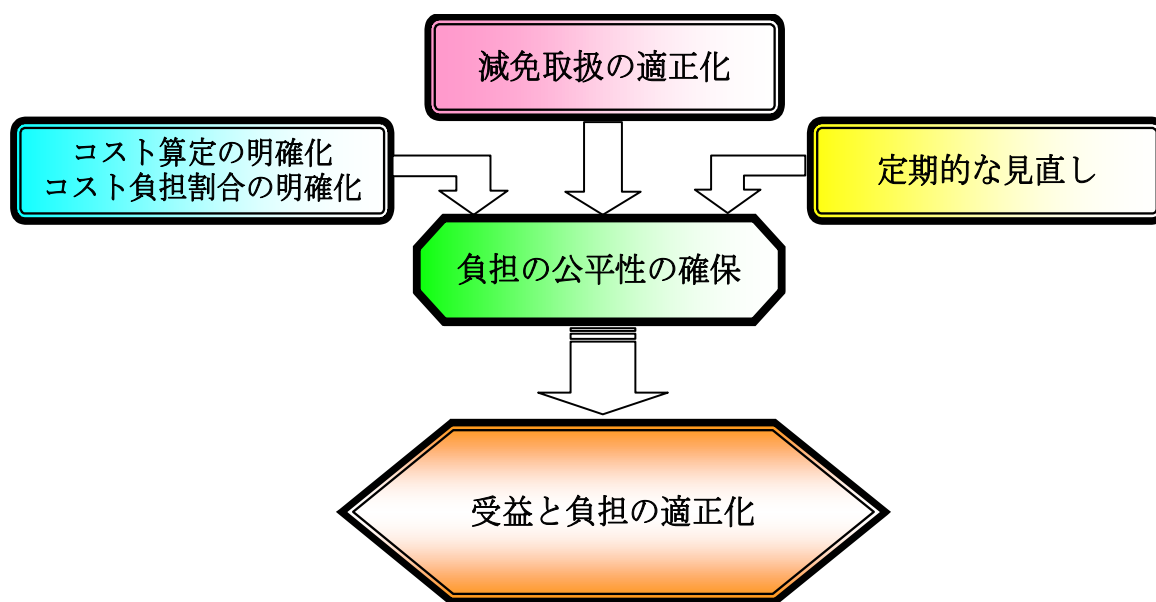 減免取扱の適正化
コスト算定の明確化
コスト負担割合の明確化
定期的な見直し
負担の公平性の確保
受益と負担の適正化